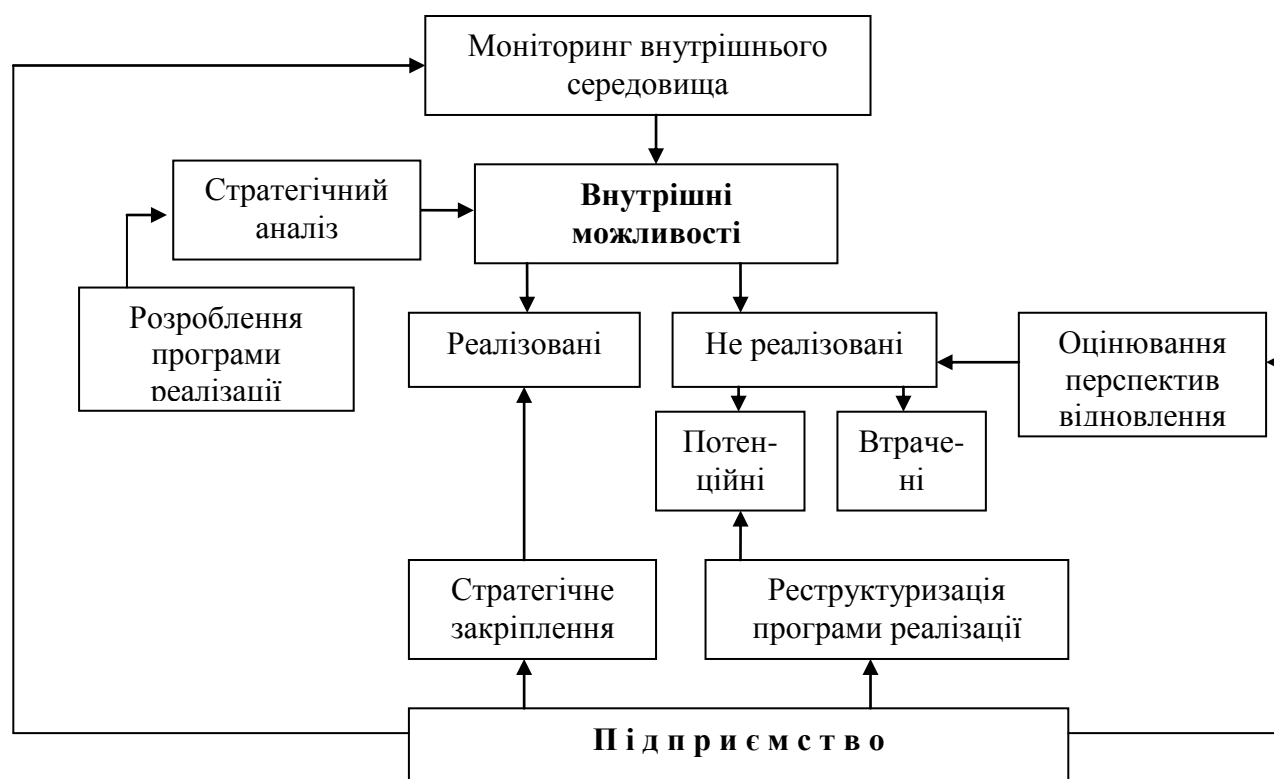 Моніторинг внутрішнього
середовища
Стратегічний
аналіз
Внутрішні
можливості
Розроблення
програми
реалізації
Реалізовані
Не реалізовані
Оцінювання
перспектив
відновлення
Потен-
ційні
Втраче-
ні
Стратегічне
закріплення
Реструктуризація
програми реалізації
П і д п р и є м с т в о